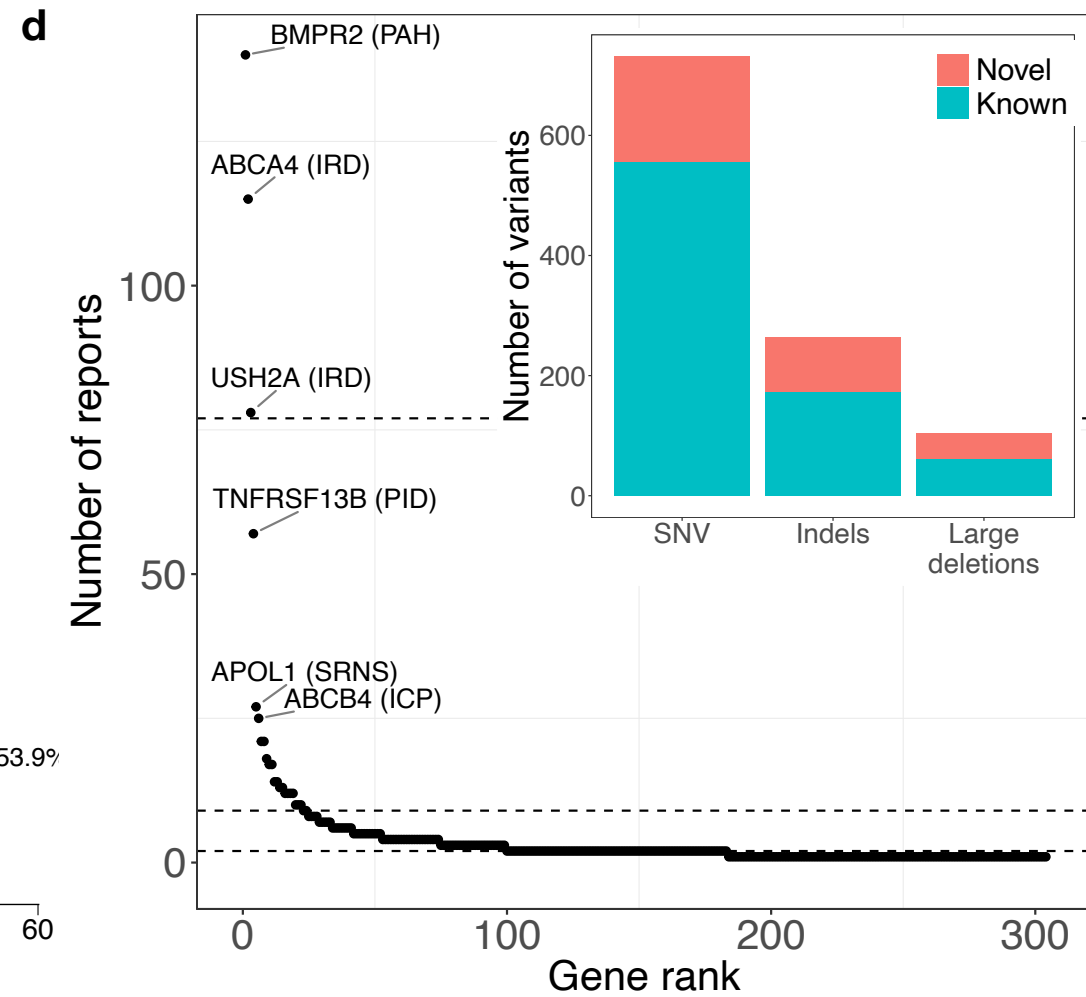 d
BMPR2 (PAH)
ABCA4 (IRD)
USH2A (IRD)
TNFRSF13B (PID)
APOL1 (SRNS)
ABCB4 (ICP)
Number of reports
100
50
0
0
100
200
300
Gene rank
Novel
Known
Number of variants
600
400
200
0
SNV
Indels
Large
deletions
53.9%
60